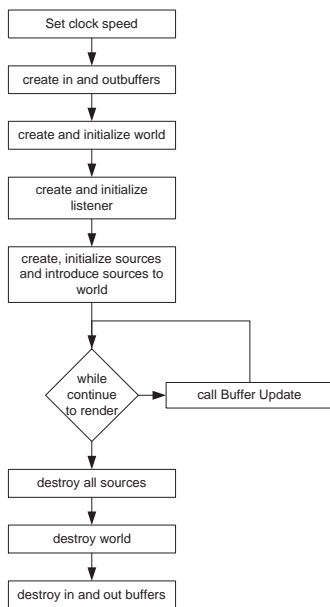 Set clock speed
create in and outbuffers
create and initialize world
create and initialize
listener
create, initialize sources
and introduce sources to
world
while
continue
to render
call Buffer Update
destroy all sources
destroy world
destroy in and out buffers